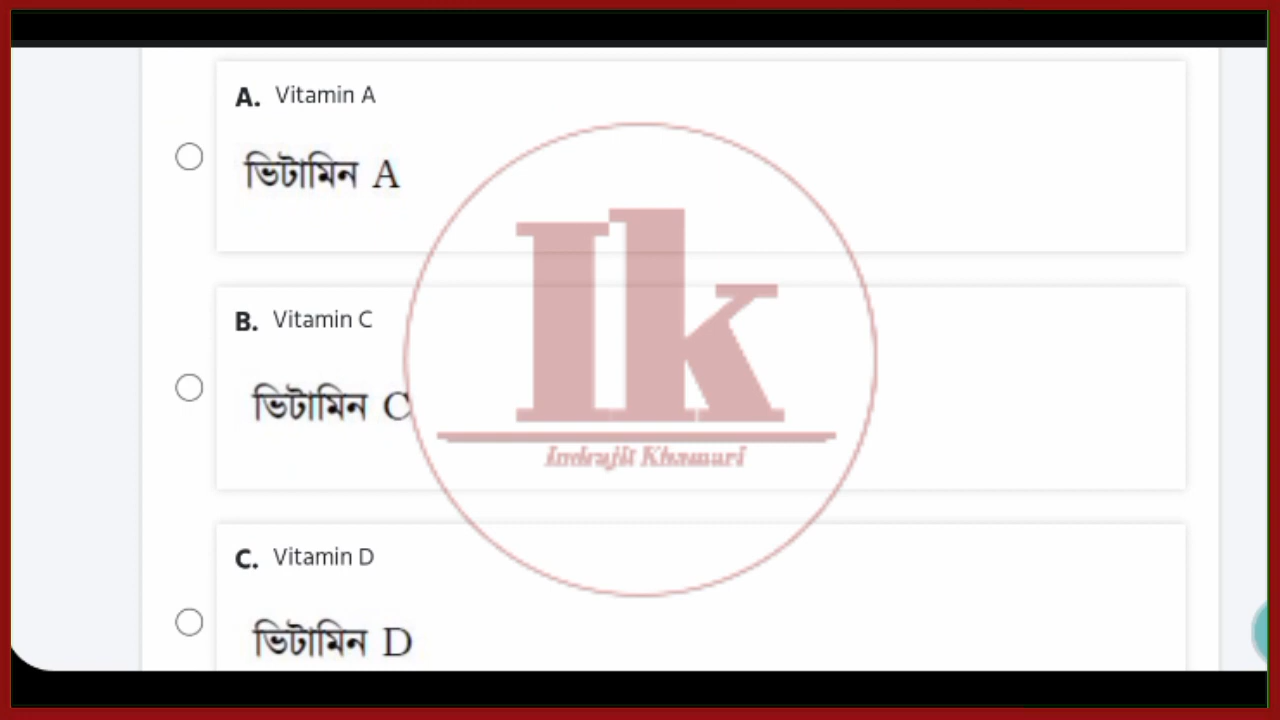 A. Vitamin A
ভিটামিন A
B. Vitamin C
ভিটামিন C
Ik
Indrajit Khamari
C. Vitamin D
ভিটামিন D